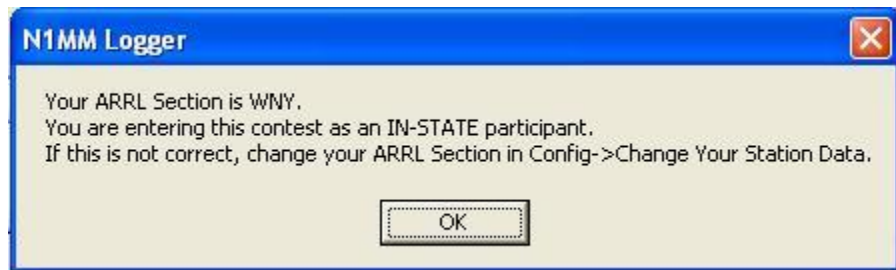 N1MM Logger
Your ARRL Section is WNY.
You are entering this contest as an IN-STATE participant.
If this is not correct, change your ARRL Section in Config->Change Your Station Data.
OK